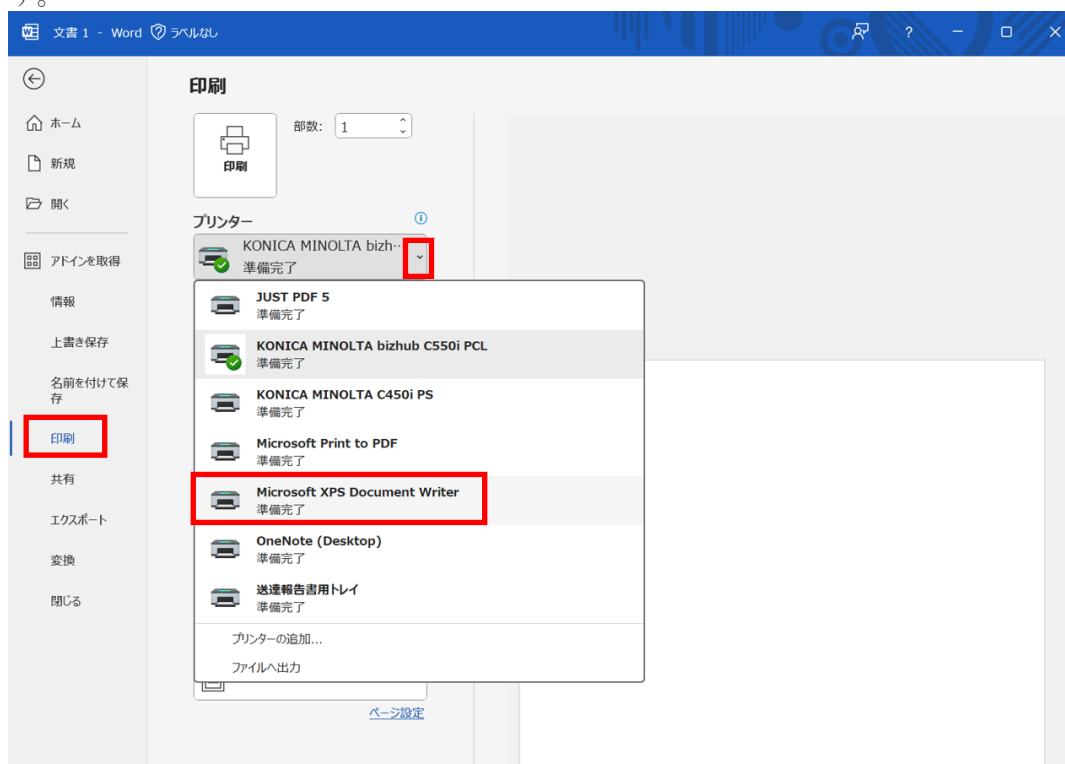 す。
文書 1 - Word ラベルなし ?
印刷
ホーム
新規
開く
アドインを取得
情報
上書き保存
名前を付けて保
存
印刷
共有
エクスポート
変換
閉じる
部数: 1
印刷
プリンター
KONICA MINOLTA bizh…
準備完了
JUST PDF 5
準備完了
KONICA MINOLTA bizhub C550i PCL
準備完了
KONICA MINOLTA C450i PS
準備完了
Microsoft Print to PDF
準備完了
Microsoft XPS Document Writer
準備完了
OneNote (Desktop)
準備完了
送達報告書用トレイ
準備完了
プリンターの追加...
ファイルへ出力
ページ設定